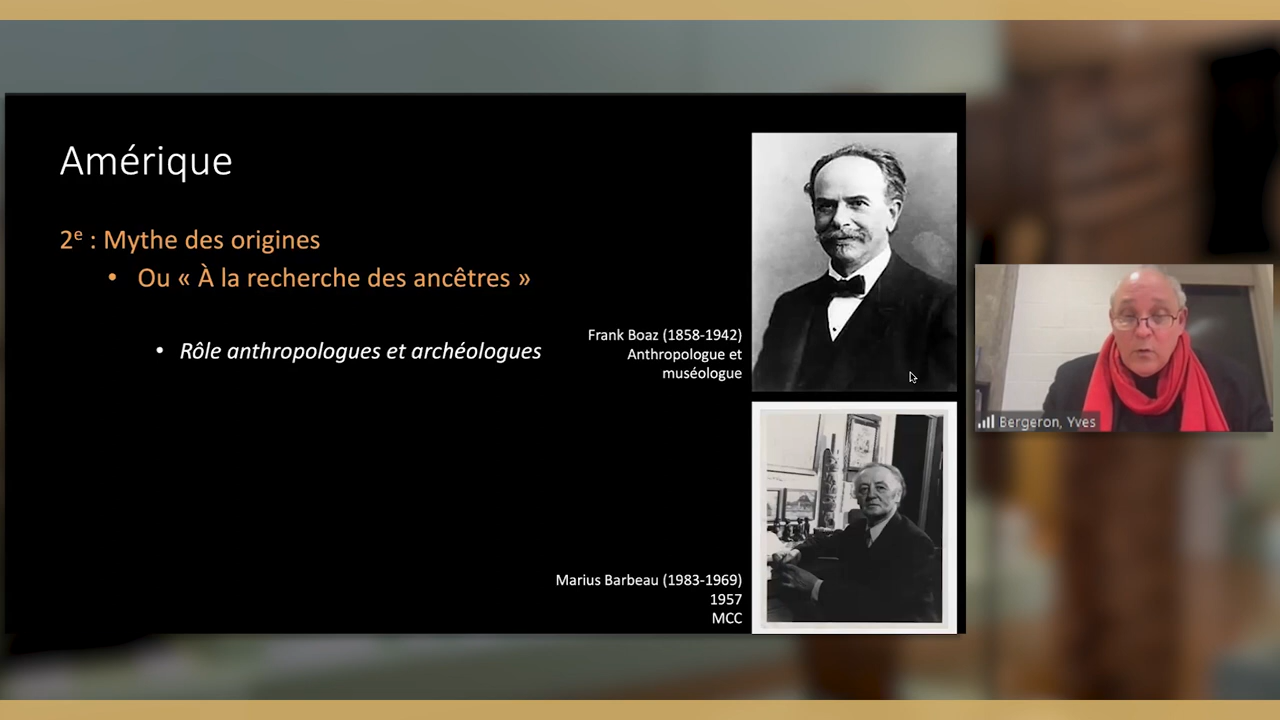 Amérique
2e : Mythe des origines
• Ou « À la recherche des ancêtres »
• Rôle anthropologues et archéologues
Frank Boaz (1858-1942)
Anthropologue et
muséologue
Marius Barbeau (1983-1969)
1957
MCC
Bergeron, Yves